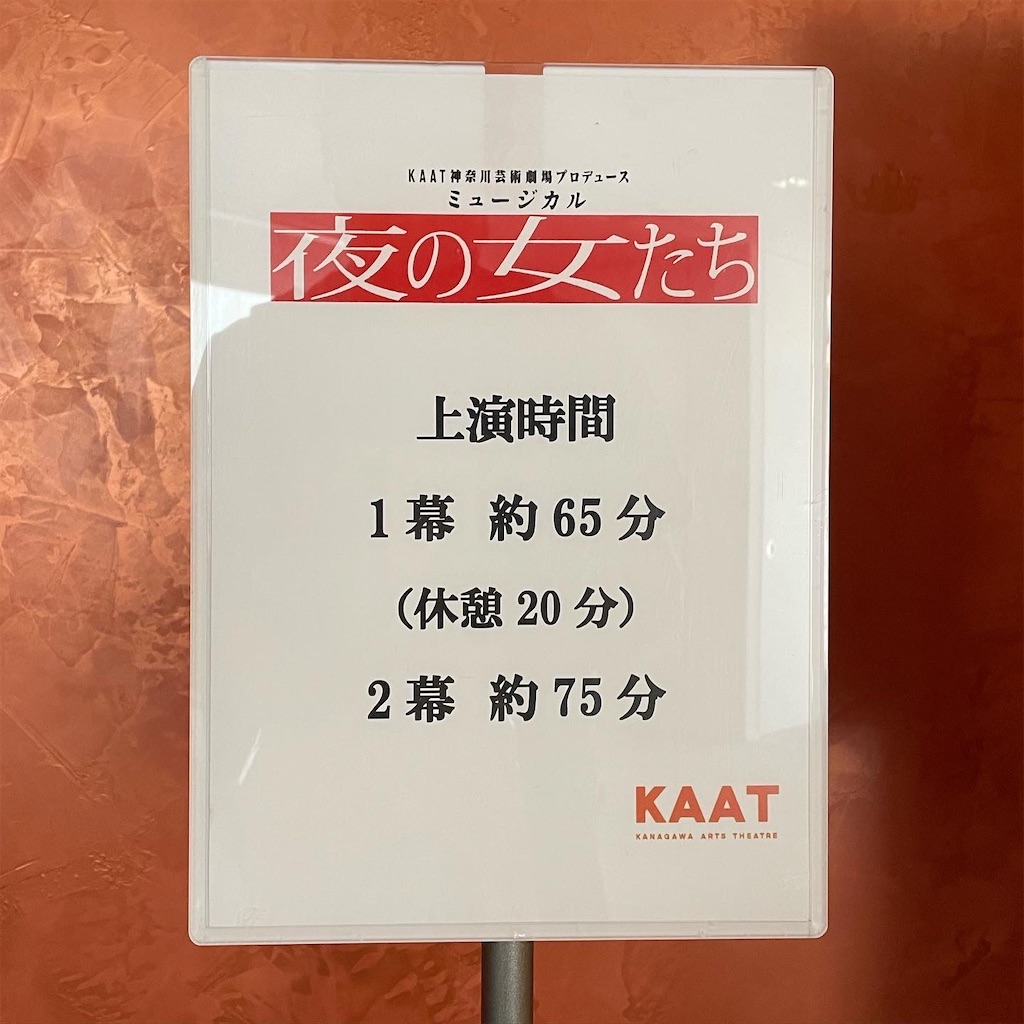 KAAT神奈川芸術劇場プロデュース
ミュージカル
夜の女たち
上演時間
1幕 約65分
(休憩20分)
2幕 約75分
KAAT
KANAGAWA ARTS THEATRE